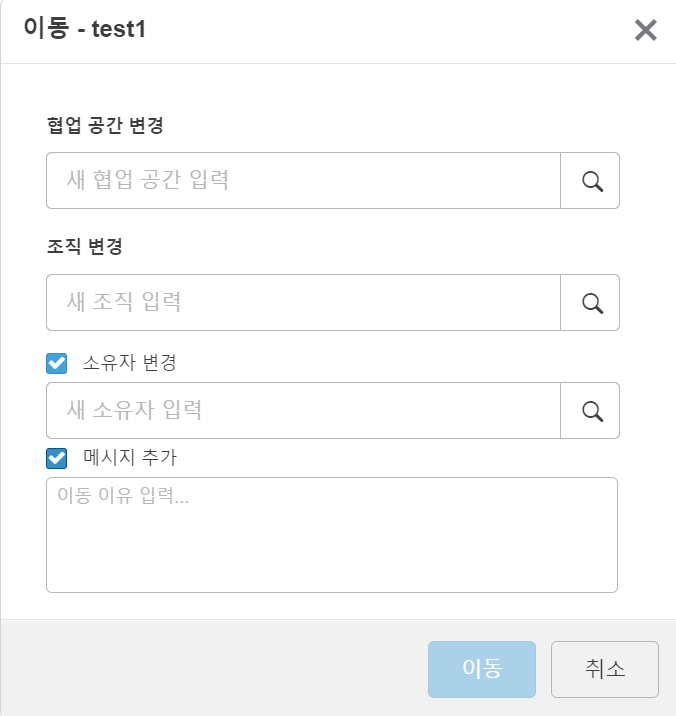 이동 - test1
협업 공간 변경
새 협업 공간 입력
조직 변경
새 조직 입력
소유자 변경
새 소유자 입력
메시지 추가
이동 이유 입력...
이동
취소